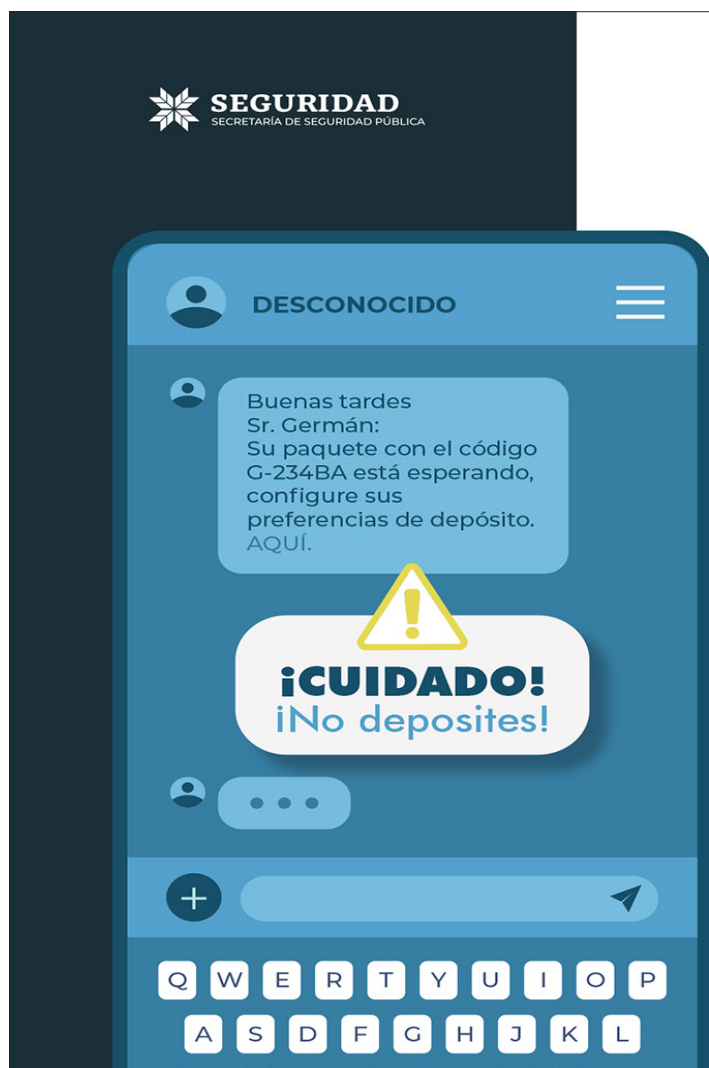 SEGURIDAD
SECRETARÍA DE SEGURIDAD PÚBLICA
DESCONOCIDO
Buenas tardes
Sr. Germán:
Su paquete con el código
G-234BA está esperando,
configure sus
preferencias de depósito.
AQUÍ.
¡CUIDADO!
¡No deposites!
Q W E R T Y U I O P
A S D F G H J K L